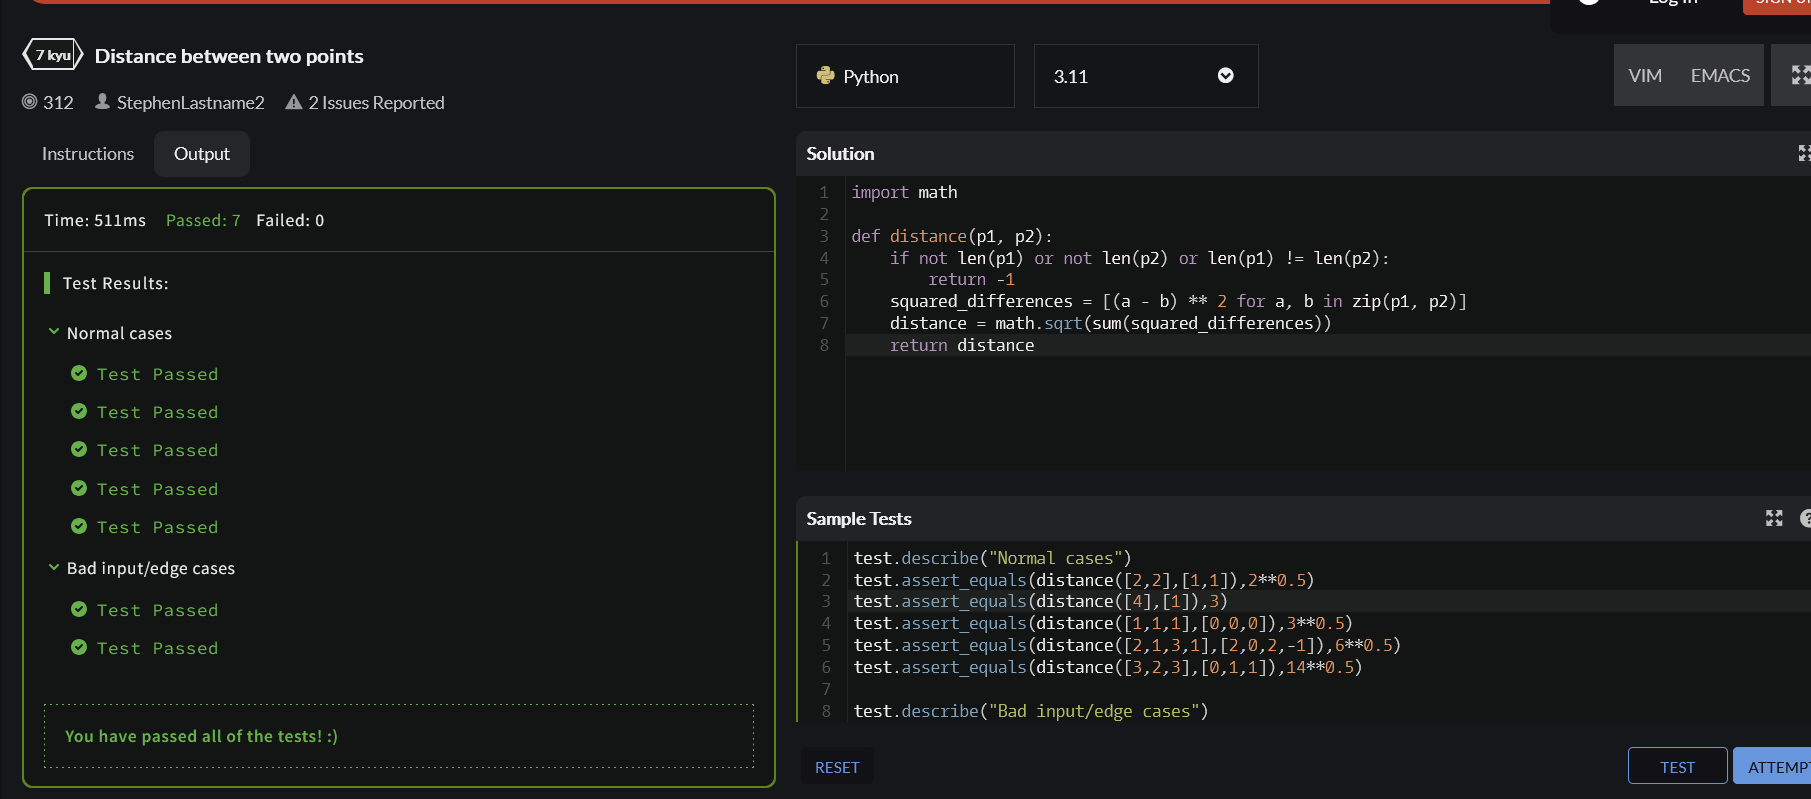 Log In
SIGN U
7 kyu
Distance between two points
312 StephenLastname2 2 Issues Reported
Instructions
Output
Time: 511ms Passed: 7 Failed: 0
Test Results:
Normal cases
Test Passed
Test Passed
Test Passed
Test Passed
Test Passed
Bad input/edge cases
Test Passed
Test Passed
You have passed all of the tests! :)
Python
3.11
VIM EMACS
Solution
1 import math
2
3 def distance(p1, p2):
4     if not len(p1) or not len(p2) or len(p1) != len(p2):
5         return -1
6     squared_differences = [(a - b) ** 2 for a, b in zip(p1, p2)]
7     distance = math.sqrt(sum(squared_differences))
8     return distance
Sample Tests
?
1 test.describe("Normal cases")
2 test.assert_equals(distance([2,2],[1,1]),2**0.5)
3 test.assert_equals(distance([4],[1]),3)
4 test.assert_equals(distance([1,1,1],[0,0,0]),3**0.5)
5 test.assert_equals(distance([2,1,3,1],[2,0,2,-1]),6**0.5)
6 test.assert_equals(distance([3,2,3],[0,1,1]),14**0.5)
7
8 test.describe("Bad input/edge cases")
RESET
TEST
ATTEMPT